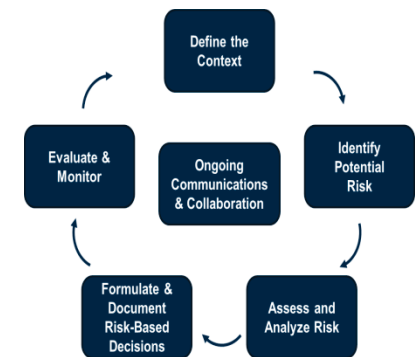 Define the
Context
Identify
Potential
Risk
Assess and
Analyze Risk
Formulate &
Document
Risk-Based
Decisions
Evaluate &
Monitor
Ongoing
Communications
& Collaboration